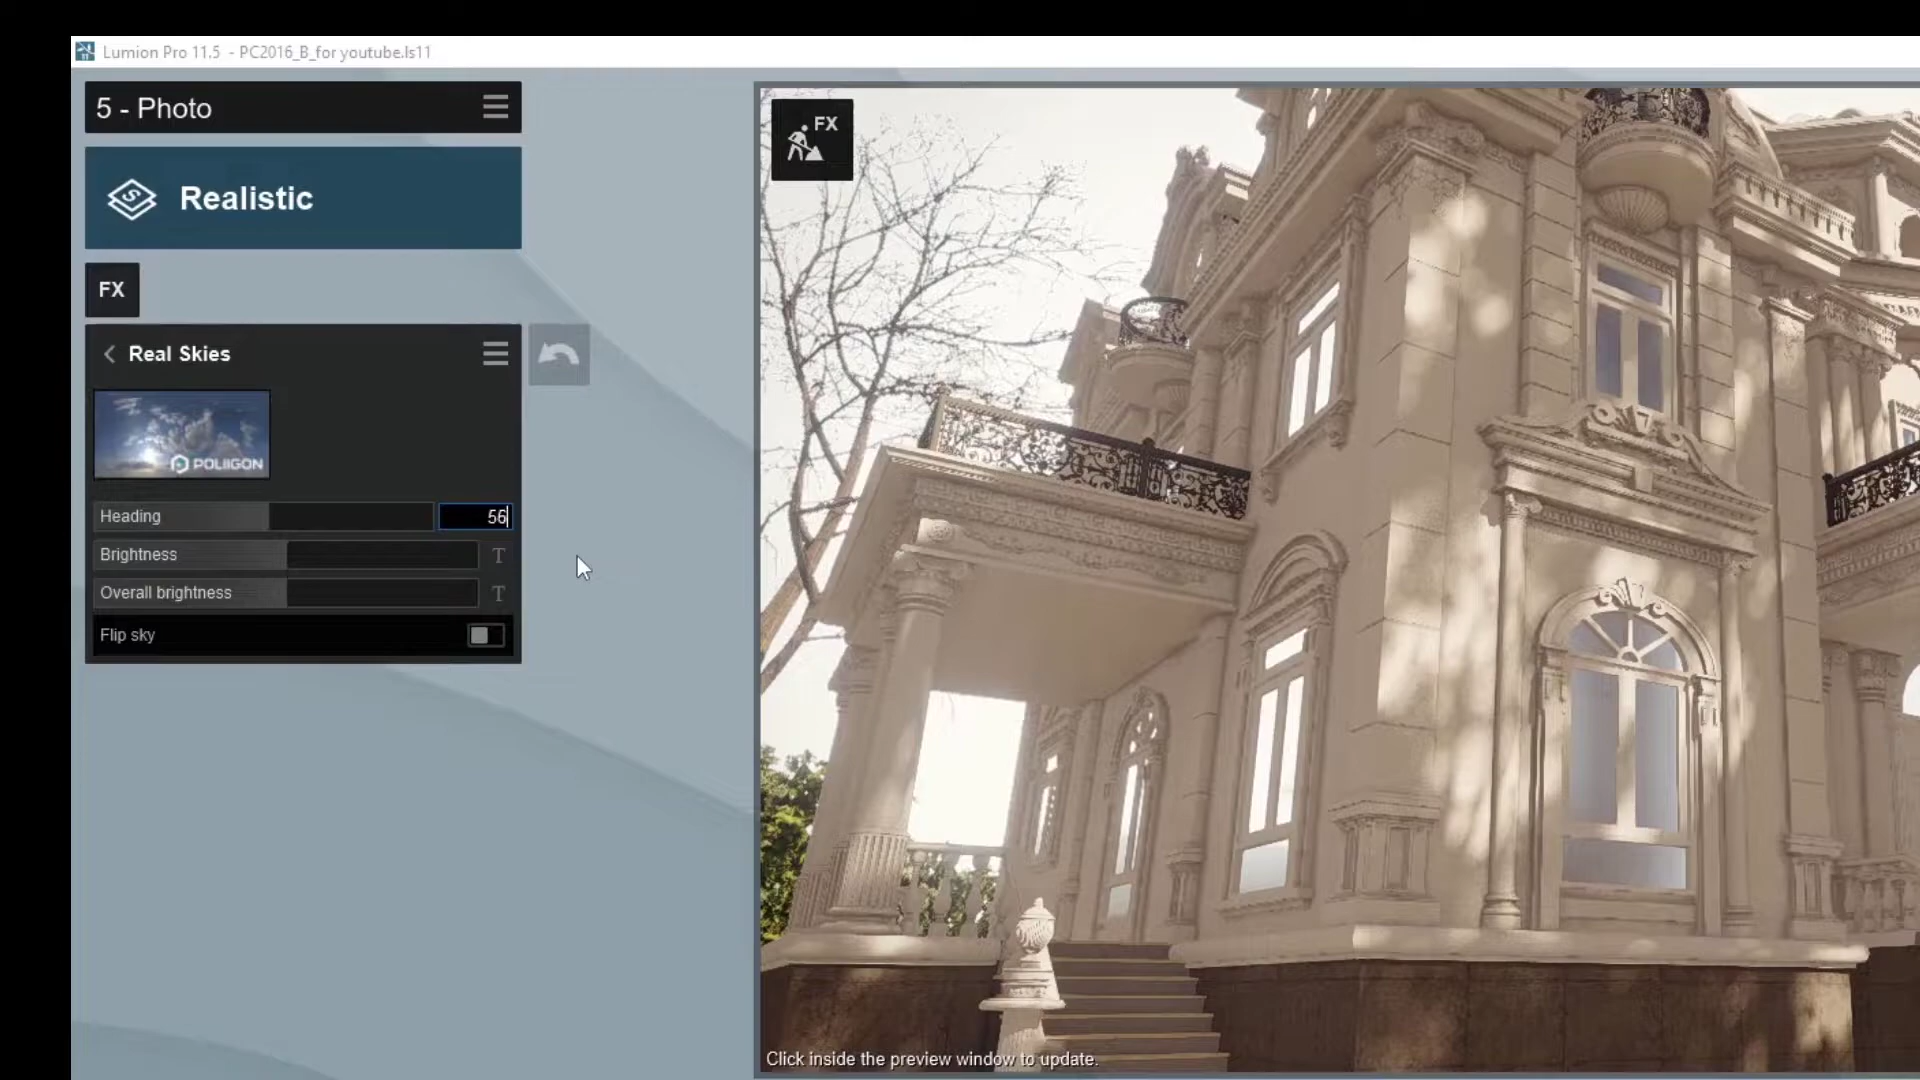 Lumion Pro 11.5 - PC2016_B_for youtube.ls11
5 - Photo
Realistic
FX
Real Skies
POLIIGON
Heading
56
Brightness
T
Overall brightness
T
Flip sky
FX
Click inside the preview window to update.